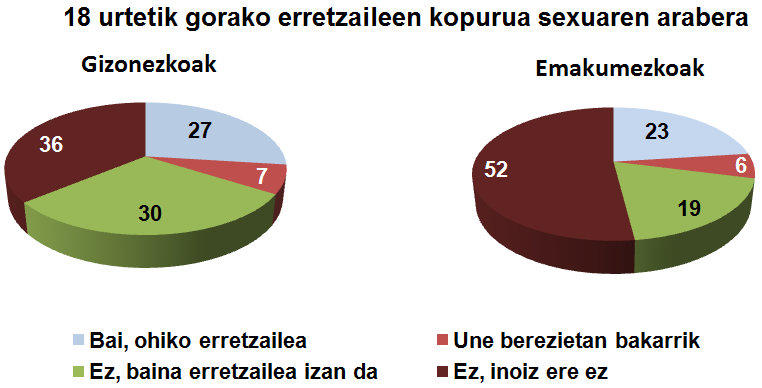 18 urtetik gorako erretzaileen kopurua sexuaren arabera
Gizonezkoak
Emakumezkoak
27
7
30
36
23
6
19
52
Bai, ohiko erretzailea
Une berezietan bakarrik
Ez, baina erretzailea izan da
Ez, inoiz ere ez